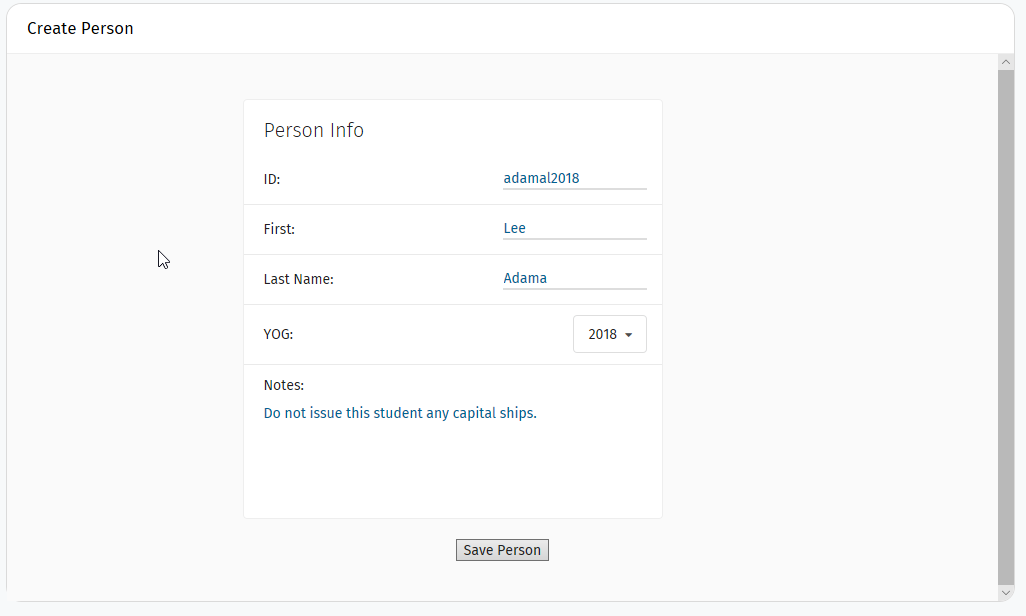 Create Person
Person Info
ID: adamal2018
First: Lee
Last Name: Adama
YOG: 2018
Notes:
Do not issue this student any capital ships.
Save Person